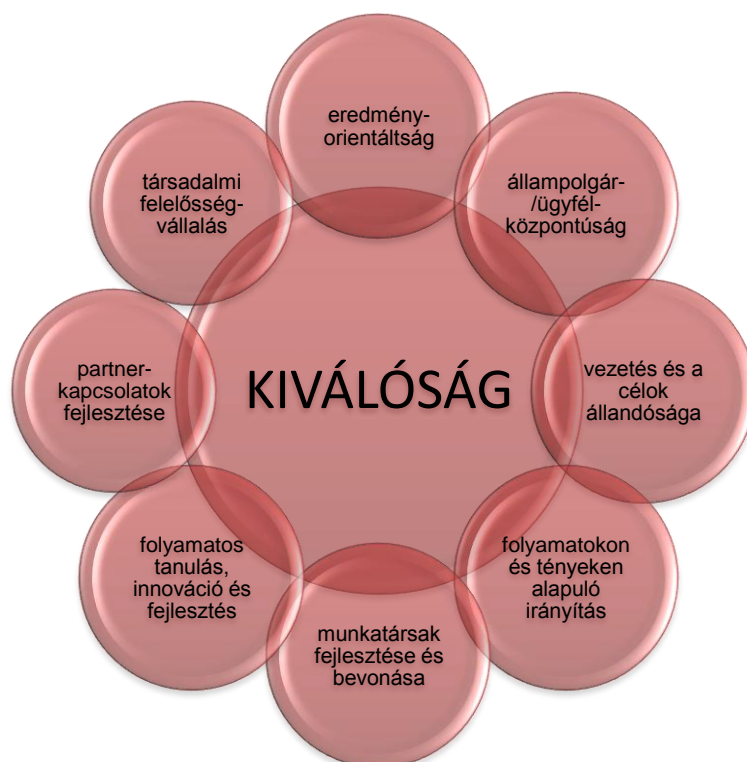 eredmény-
orientáltság
állampolgár-
/ügyfél-
központúság
vezetés és a
célok
állandósága
folyamatokon
és tényeken
alapuló
irányítás
munkatársak
fejlesztése és
bevonása
folyamatos
tanulás,
innováció és
fejlesztés
partner-
kapcsolatok
fejlesztése
társadalmi
felelősség-
vállalás
KIVÁLÓSÁG